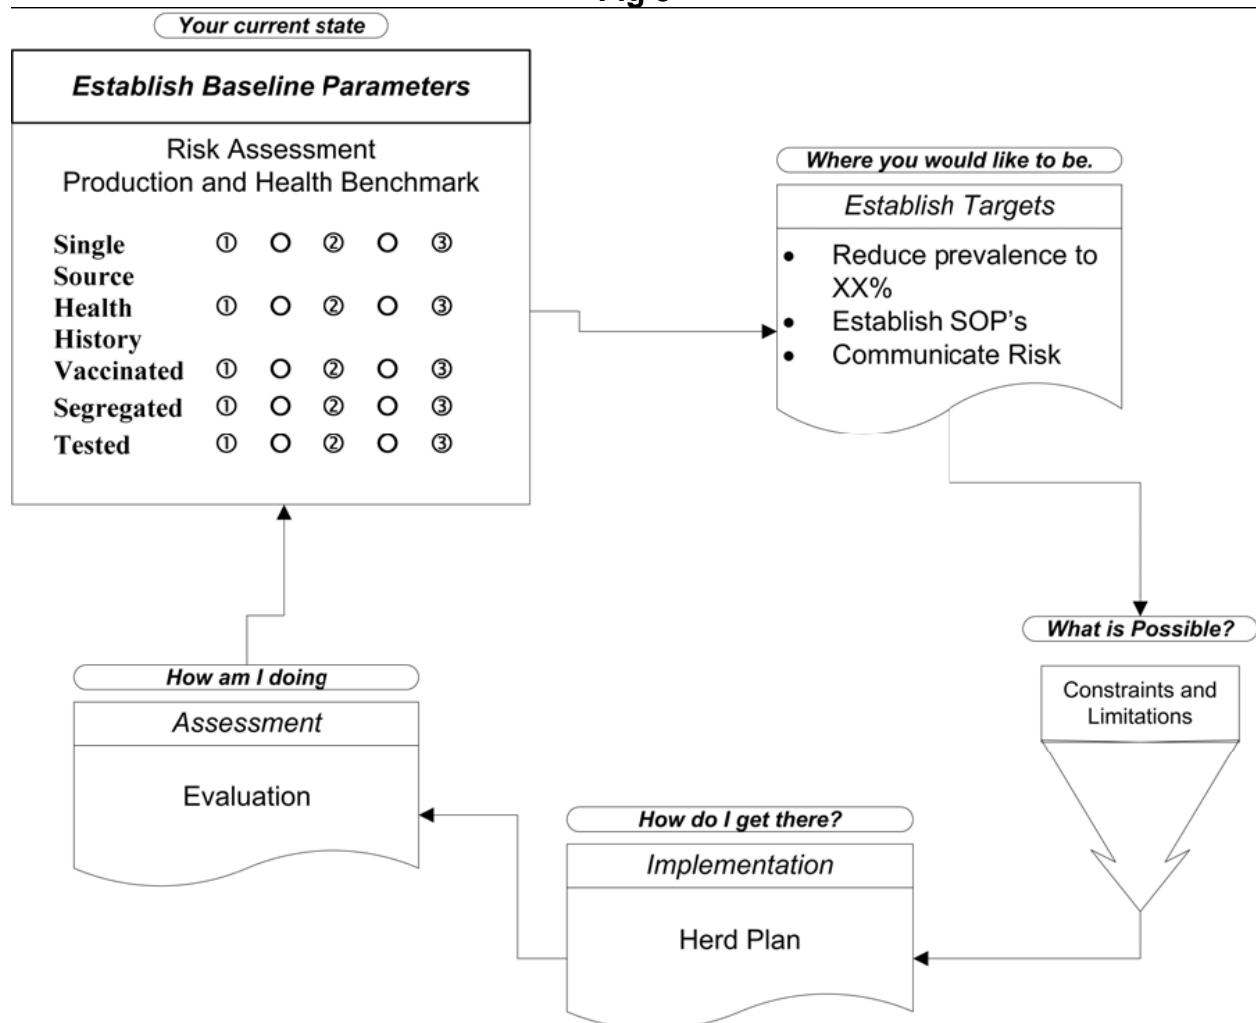 Your current state
Establish Baseline Parameters
Risk Assessment
Production and Health Benchmark
Single ① O ② O ③
Source
Health ① O ② O ③
History
Vaccinated ① O ② O ③
Segregated ① O ② O ③
Tested ① O ② O ③
Where you would like to be.
Establish Targets
• Reduce prevalence to
XX%
• Establish SOP's
• Communicate Risk
What is Possible?
Constraints and
Limitations
How do I get there?
Implementation
Herd Plan
How am I doing
Assessment
Evaluation